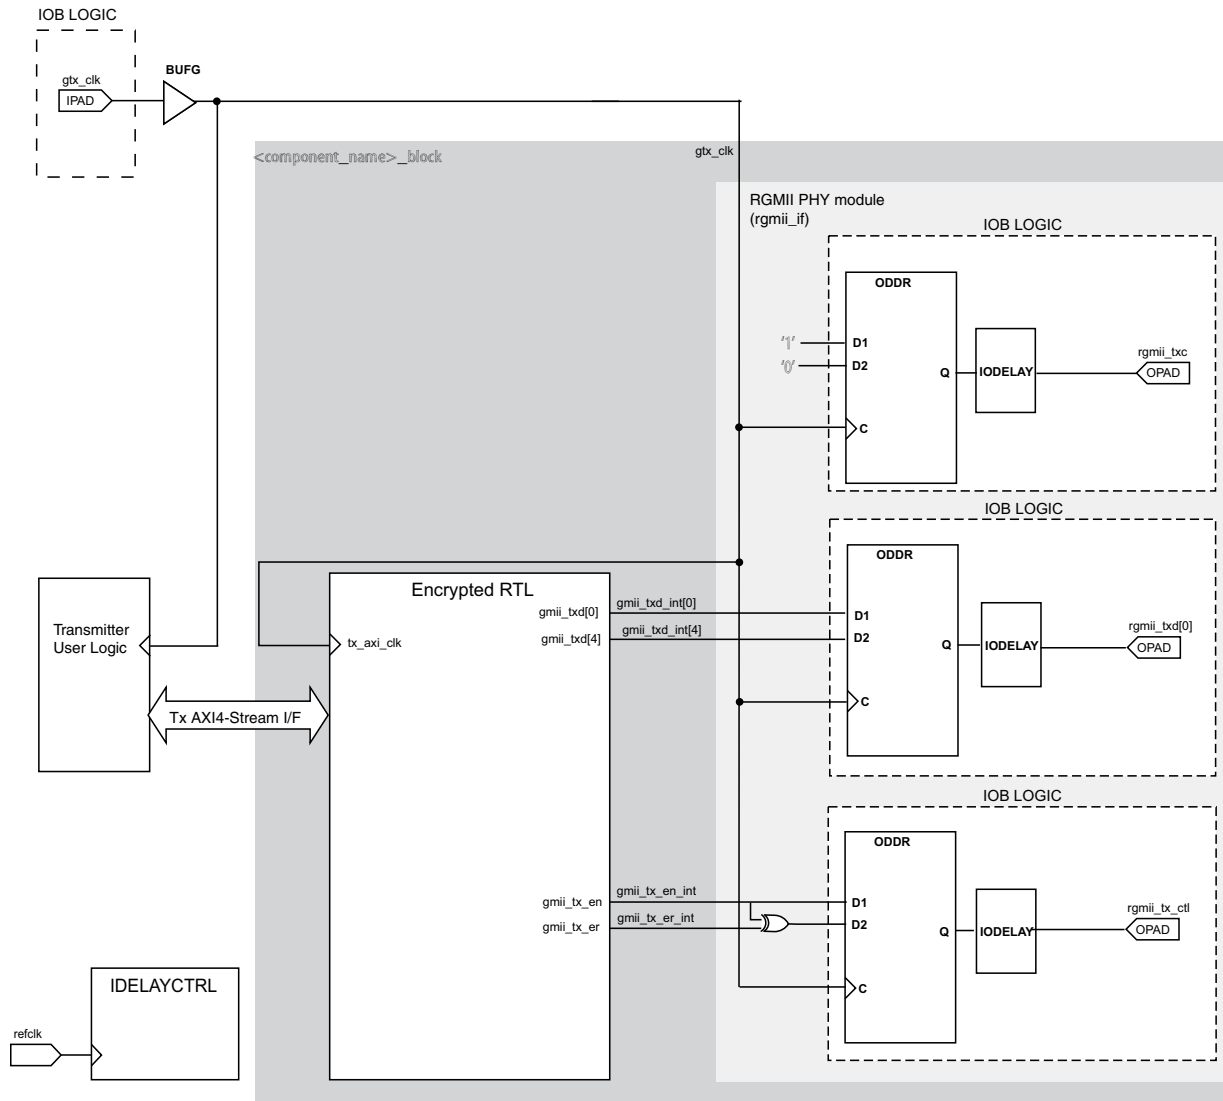 IOB LOGIC
gtx_clk
IPAD
BUFG
<component_name>_block
gtx_clk
RGMII PHY module
(rgmii_if)
IOB LOGIC
ODDR
'1'
D1
'0'
D2
Q
IODELAY
rgmii_txc
OPAD
C
IOB LOGIC
ODDR
Encrypted RTL
gmii_txd[0]
gmii_txd_int[0]
D1
gmii_txd[4]
gmii_txd_int[4]
D2
Q
IODELAY
rgmii_txd[0]
OPAD
C
Transmitter
User Logic
tx_axi_clk
Tx AXI4-Stream I/F
IOB LOGIC
ODDR
gmii_tx_en
gmii_tx_en_int
D1
gmii_tx_er
gmii_tx_er_int
D2
Q
IODELAY
rgmii_tx_ctl
OPAD
C
IDELAYCTRL
refclk